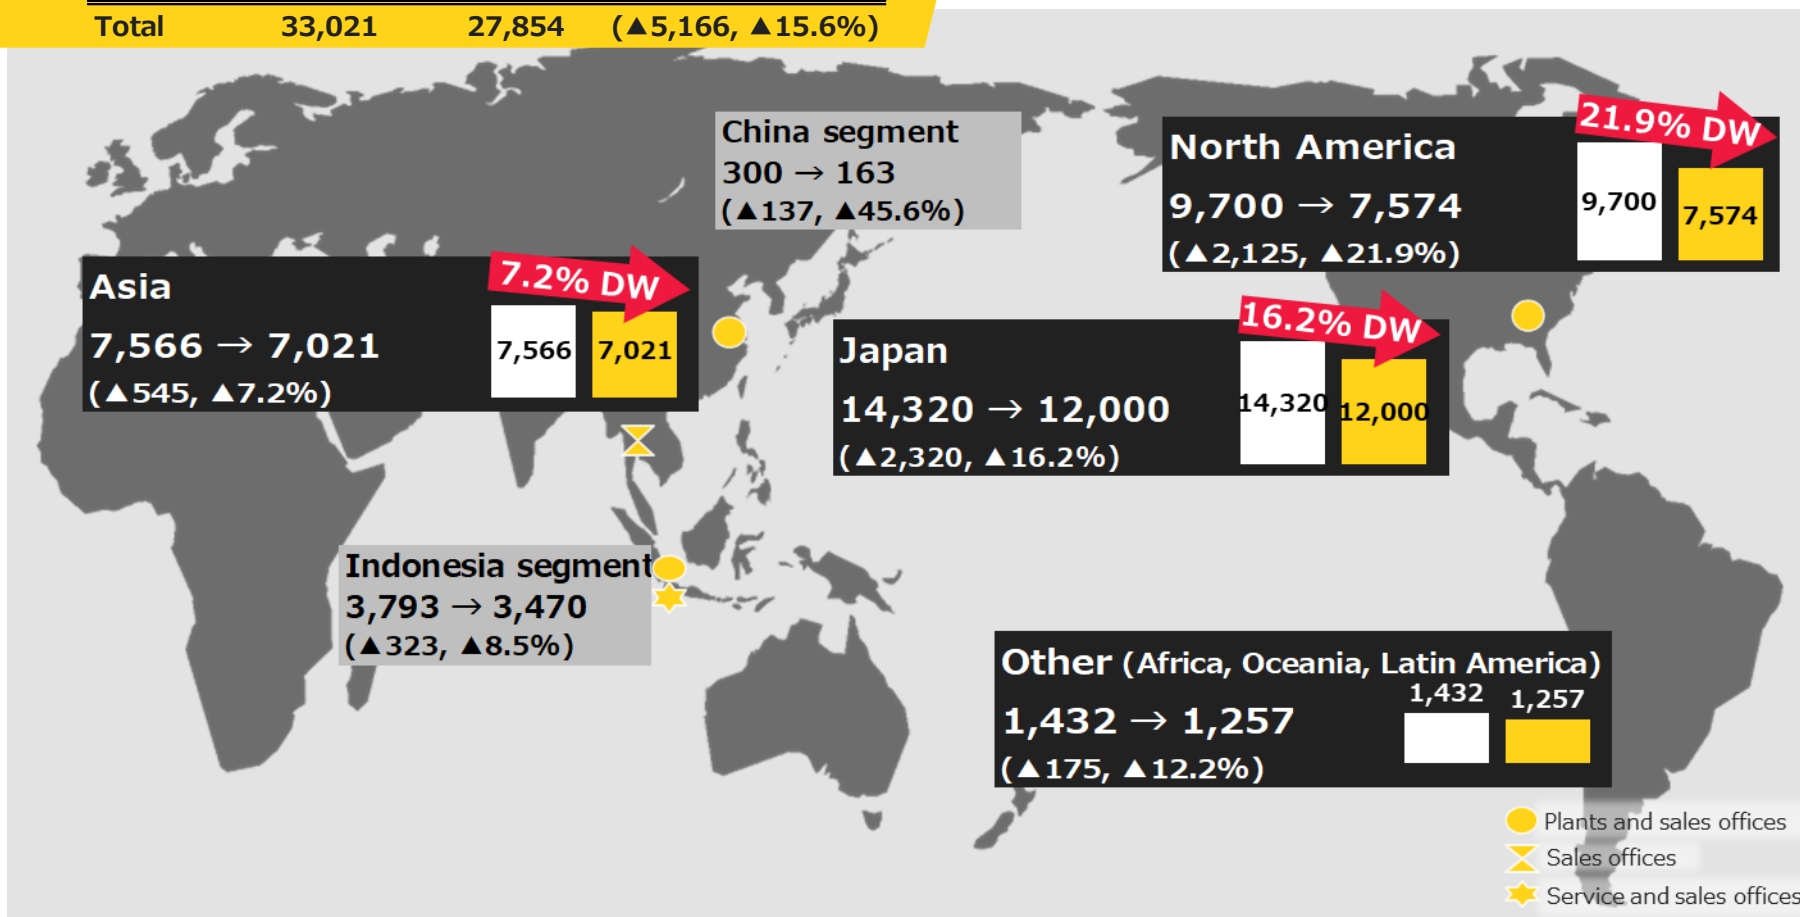 Total 33,021 27,854 (▲5,166, ▲15.6%)
China segment
300 → 163
(▲137, ▲45.6%)
North America
9,700 → 7,574
(▲2,125, ▲21.9%)
21.9% DW
9,700
7,574
Asia
7,566 → 7,021
(▲545, ▲7.2%)
7.2% DW
7,566
7,021
Japan
14,320 → 12,000
(▲2,320, ▲16.2%)
16.2% DW
14,320
12,000
Indonesia segment
3,793 → 3,470
(▲323, ▲8.5%)
Other (Africa, Oceania, Latin America)
1,432 → 1,257
(▲175, ▲12.2%)
1,432
1,257
Plants and sales offices
Sales offices
Service and sales offices